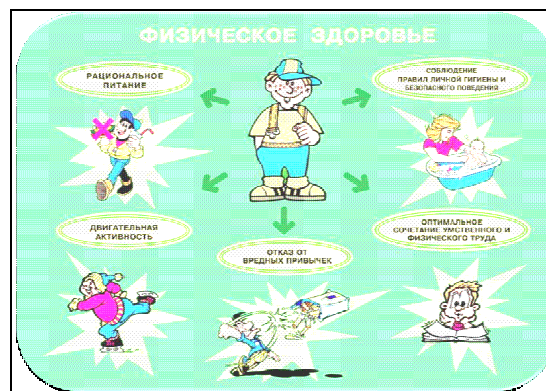 ФИЗИЧЕСКОЕ ЗДОРОВЬЕ
РАЦИОНАЛЬНОЕ
ПИТАНИЕ
СОБЛЮДЕНИЕ
ПРАВИЛ ЛИЧНОЙ ГИГИЕНЫ И
БЕЗОПАСНОГО ПОВЕДЕНИЯ
ДВИГАТЕЛЬНАЯ
АКТИВНОСТЬ
ОТКАЗ ОТ
ВРЕДНЫХ ПРИВЫЧЕК
ОПТИМАЛЬНОЕ
СОЧЕТАНИЕ УМСТВЕННОГО И
ФИЗИЧЕСКОГО ТРУДА